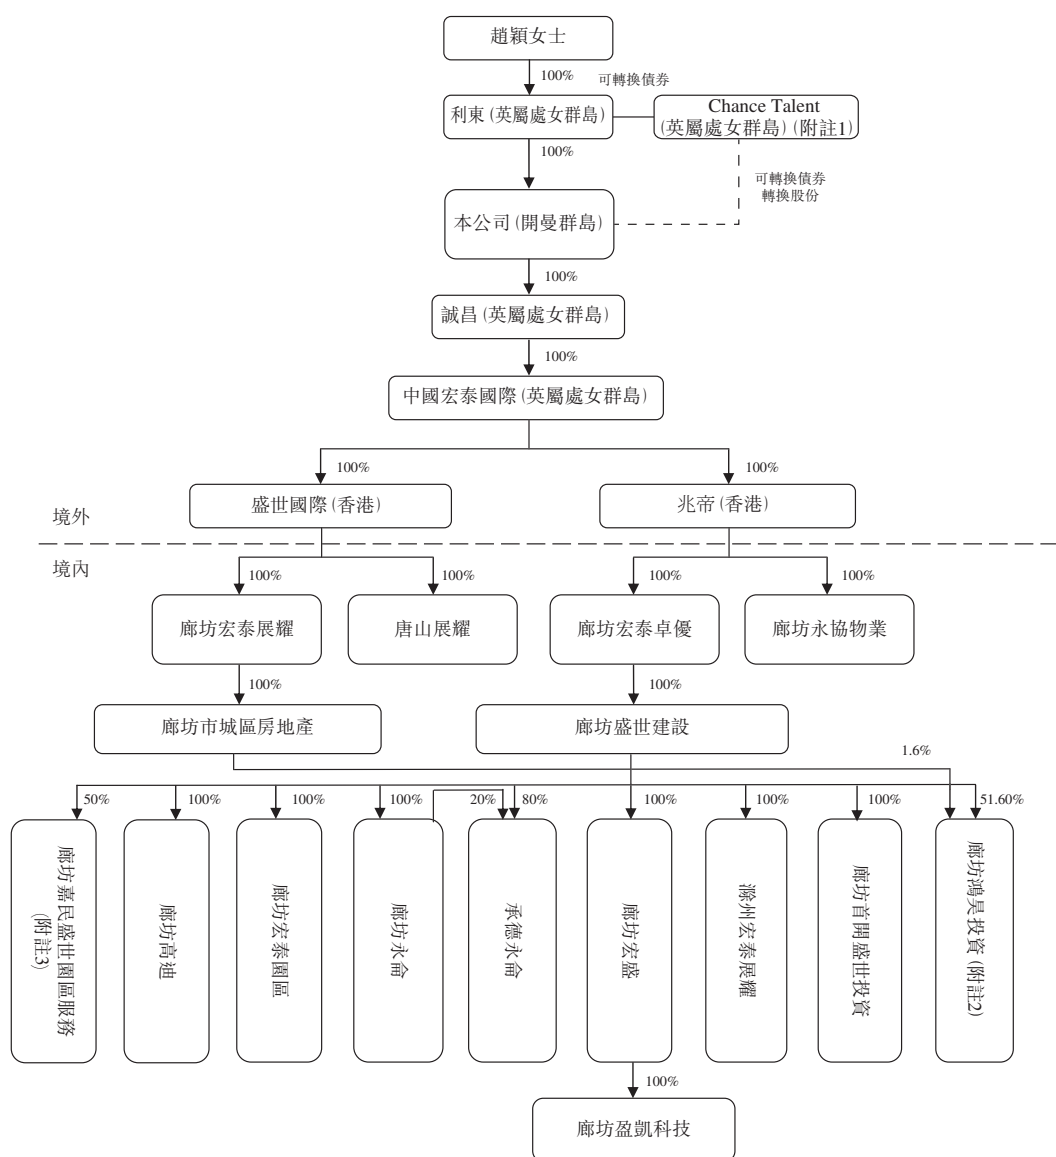 趙穎女士
100%
可轉換債券
利東 (英屬處女群島)
Chance Talent
(英屬處女群島) (附註1)
100%
可轉換債券
轉換股份
本公司 (開曼群島)
100%
誠昌 (英屬處女群島)
100%
中國宏泰國際 (英屬處女群島)
100%
100%
盛世國際 (香港)
兆帝 (香港)
境外
境內
100%
100%
100%
100%
廊坊宏泰展耀
唐山展耀
廊坊宏泰卓優
廊坊永協物業
100%
100%
廊坊市城區房地產
廊坊盛世建設
1.6%
50%
100%
100%
100%
20%
80%
100%
100%
100%
51.60%
廊坊嘉民盛世園區服務
(附註3)
廊坊高迪
廊坊宏泰園區
廊坊永侖
承德永侖
廊坊宏盛
滁州宏泰展耀
廊坊首開盛世投資
廊坊鴻昊投資 (附註2)
100%
廊坊盈凱科技